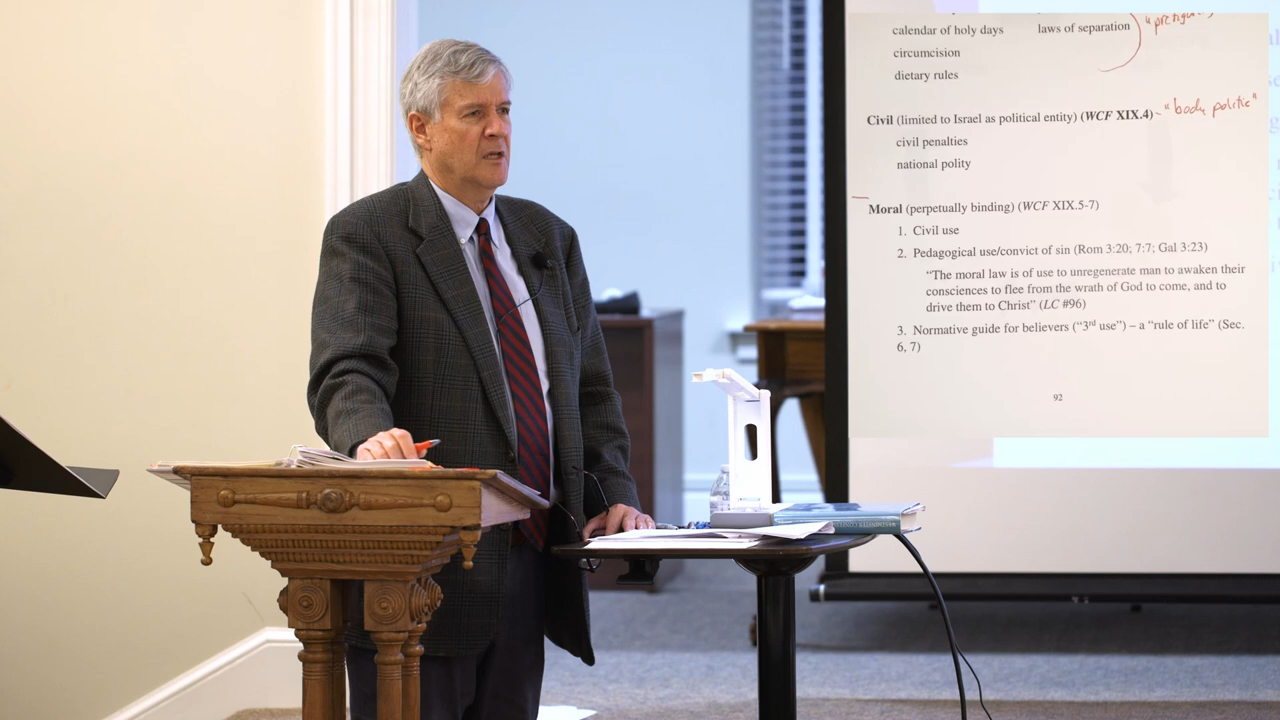 calendar of holy days laws of separation
circumcision
dietary rules
Civil (limited to Israel as political entity) (WCF XIX.4) - "body politic"
civil penalties
national polity
Moral (perpetually binding) (WCF XIX.5-7)
1. Civil use
2. Pedagogical use/convict of sin (Rom 3:20; 7:7; Gal 3:23)
“The moral law is of use to unregenerate man to awaken their
consciences to flee from the wrath of God to come, and to
drive them to Christ” (LC #96)
3. Normative guide for believers (“3rd use”) – a “rule of life” (Sec.
6, 7)
92
WESTMINSTER CONFESSION